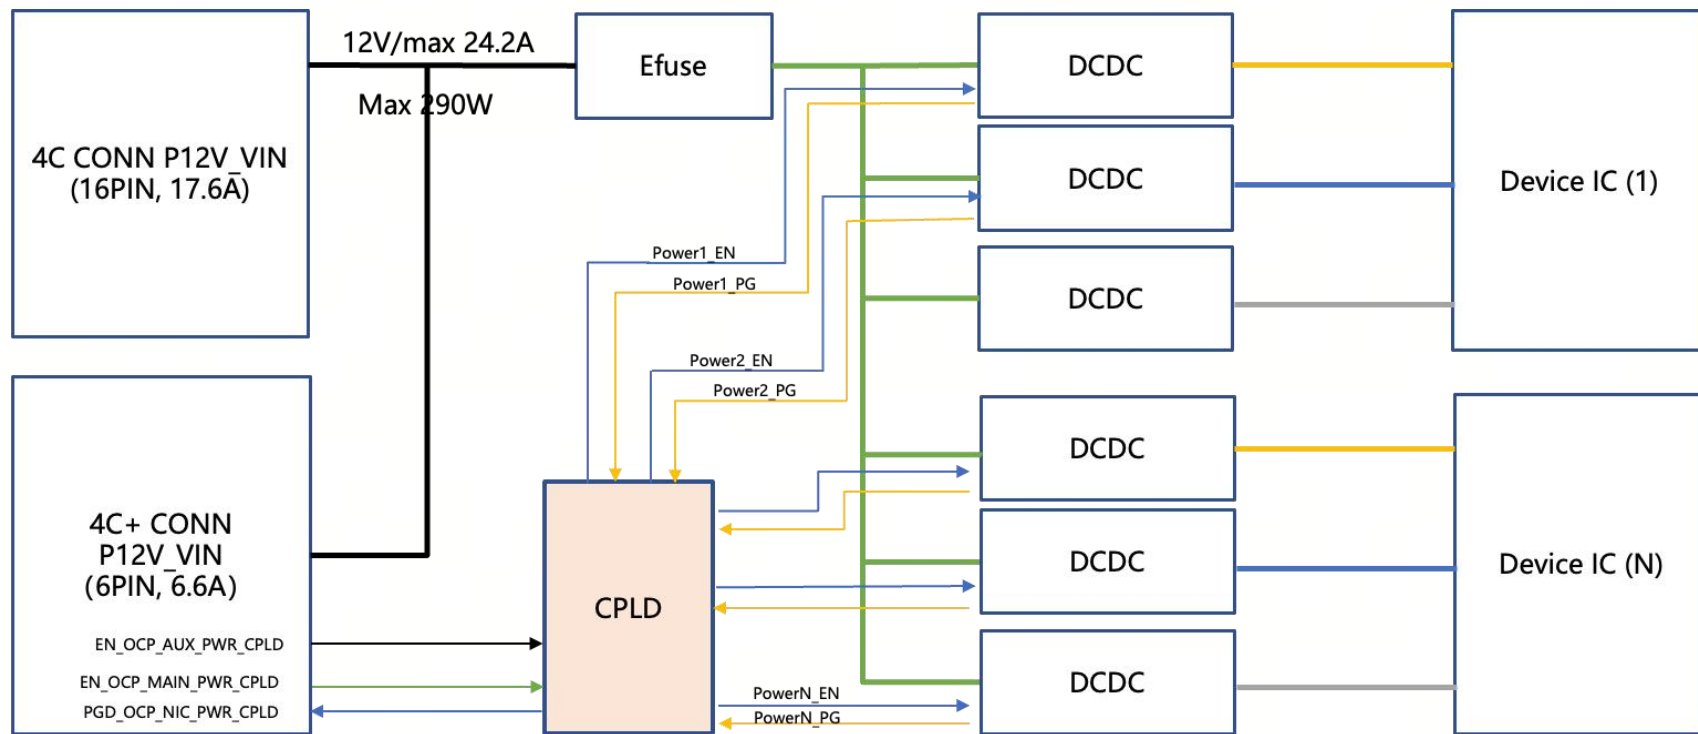 12V/max 24.2A
Max 290W
Efuse
DCDC
4C CONN P12V_VIN
(16PIN, 17.6A)
DCDC
Device IC (1)
Power1_EN
Power1_PG
DCDC
Power2_EN
Power2_PG
DCDC
4C+ CONN
P12V_VIN
(6PIN, 6.6A)
DCDC
Device IC (N)
CPLD
EN_OCP_AUX_PWR_CPLD
EN_OCP_MAIN_PWR_CPLD
PGD_OCP_NIC_PWR_CPLD
DCDC
PowerN_EN
PowerN_PG